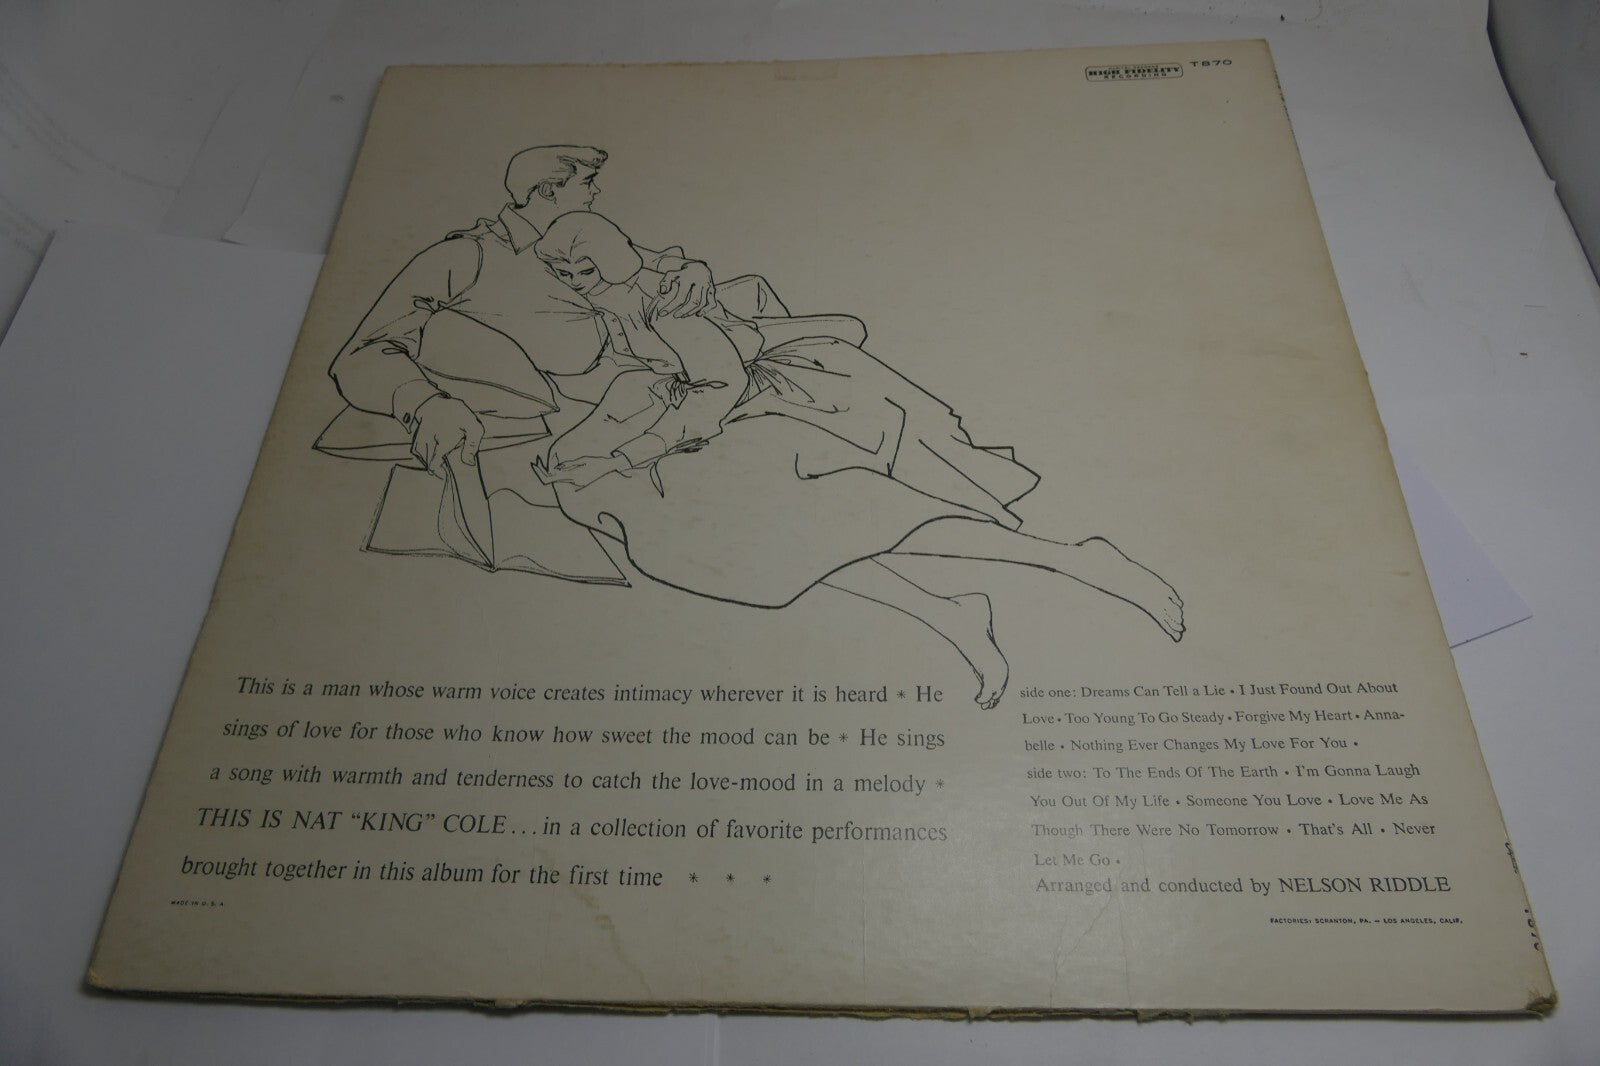 HIGH FIDELITY
RECORDING
T870
This is a man whose warm voice creates intimacy wherever it is heard * He
sings of love for those who know how sweet the mood can be * He sings
a song with warmth and tenderness to catch the love-mood in a melody *
THIS IS NAT “KING” COLE... in a collection of favorite performances
brought together in this album for the first time * * *
MADE IN U. S. A.
side one: Dreams Can Tell a Lie • I Just Found Out About
Love • Too Young To Go Steady • Forgive My Heart • Anna-
belle • Nothing Ever Changes My Love For You •
side two: To The Ends Of The Earth • I'm Gonna Laugh
You Out Of My Life • Someone You Love • Love Me As
Though There Were No Tomorrow • That's All • Never
Let Me Go •
Arranged and conducted by NELSON RIDDLE
FACTORIES: SCRANTON, PA. — LOS ANGELES, CALIF.